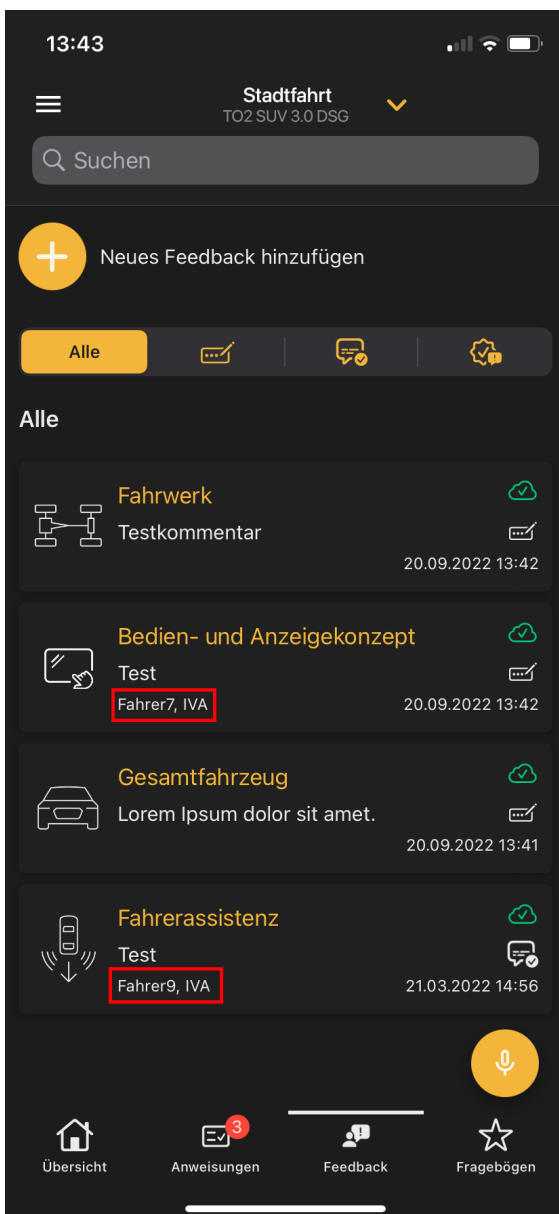 13:43
Stadtfahrt
TO2 SUV 3.0 DSG
Suchen
Neues Feedback hinzufügen
Alle
Alle
Fahrwerk
Testkommentar
20.09.2022 13:42
Bedien- und Anzeigekonzept
Test
Fahrer7, IVA
20.09.2022 13:42
Gesamtfahrzeug
Lorem Ipsum dolor sit amet.
20.09.2022 13:41
Fahrerassistenz
Test
Fahrer9, IVA
21.03.2022 14:56
3
Übersicht
Anweisungen
Feedback
Fragebögen